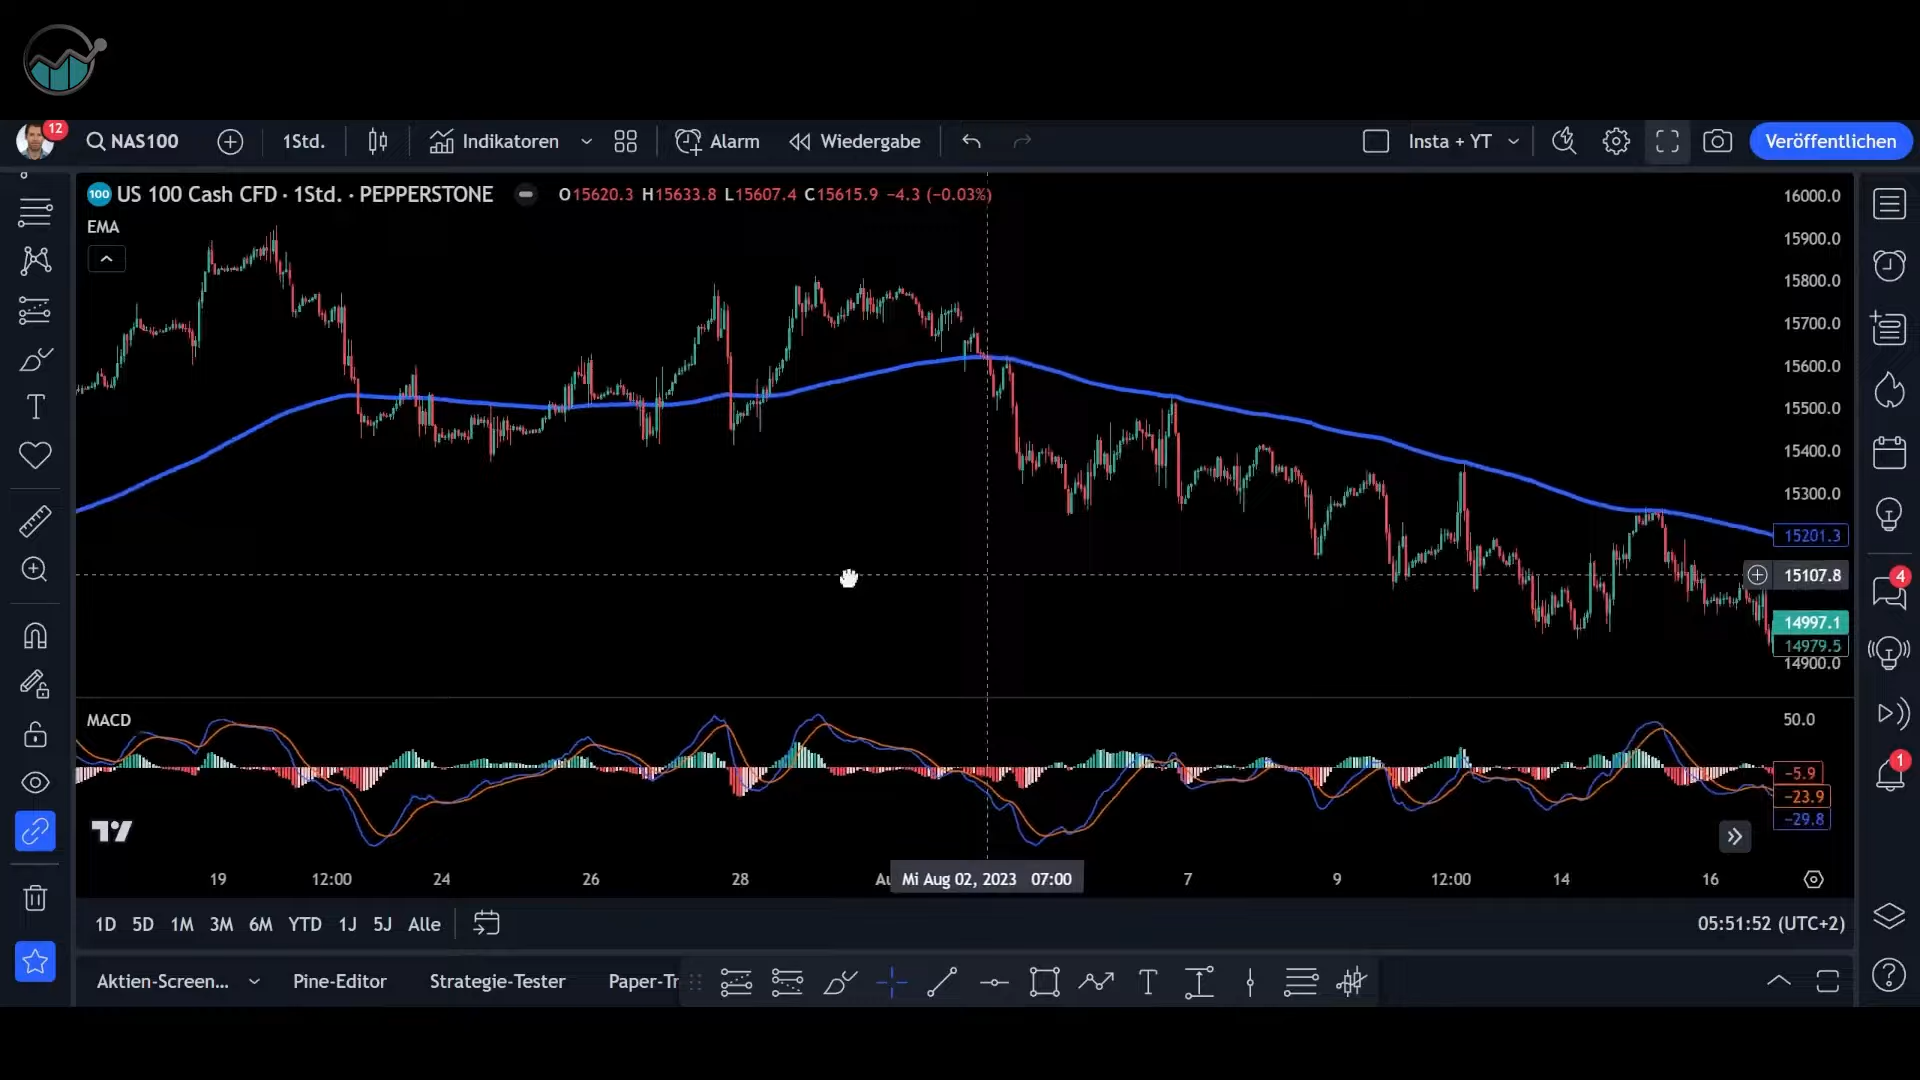 12
NAS100
1Std.
Indikatoren
Alarm
Wiedergabe
Insta + YT
Veröffentlichen
100 US 100 Cash CFD · 1Std. · PEPPERSTONE
O15620.3 H15633.8 L15607.4 C15615.9 −4.3 (−0.03%)
EMA
16000.0
15900.0
15800.0
15700.0
15600.0
15500.0
15400.0
15300.0
15201.3
15107.8
14997.1
14979.5
14900.0
4
1
MACD
50.0
−5.9
−23.9
−29.8
19 12:00 24 26 28 Mi Aug 02, 2023 07:00 7 9 12:00 14 16
1D 5D 1M 3M 6M YTD 1J 5J Alle
05:51:52 (UTC+2)
Aktien-Screen... Pine-Editor Strategie-Tester Paper-Tr